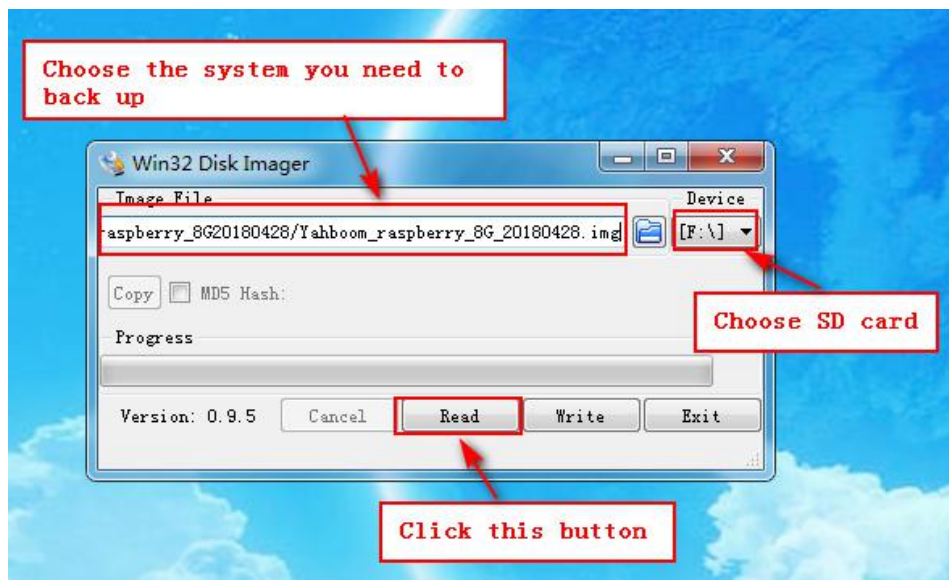 Choose the system you need to
back up
Win32 Disk Imager
Image File
Device
raspberry_8G20180428/Yahboom_raspberry_8G_20180428.img
[F:\]
Copy
MD5 Hash:
Choose SD card
Progress
Version: 0.9.5
Cancel
Read
Write
Exit
Click this button